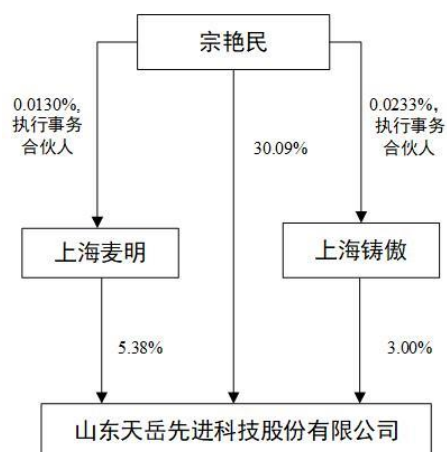 宗艳民
0.0130%,
执行事务
合伙人
30.09%
0.0233%，
执行事务
合伙人
上海麦明
上海铸傲
5.38%
3.00%
山东天岳先进科技股份有限公司